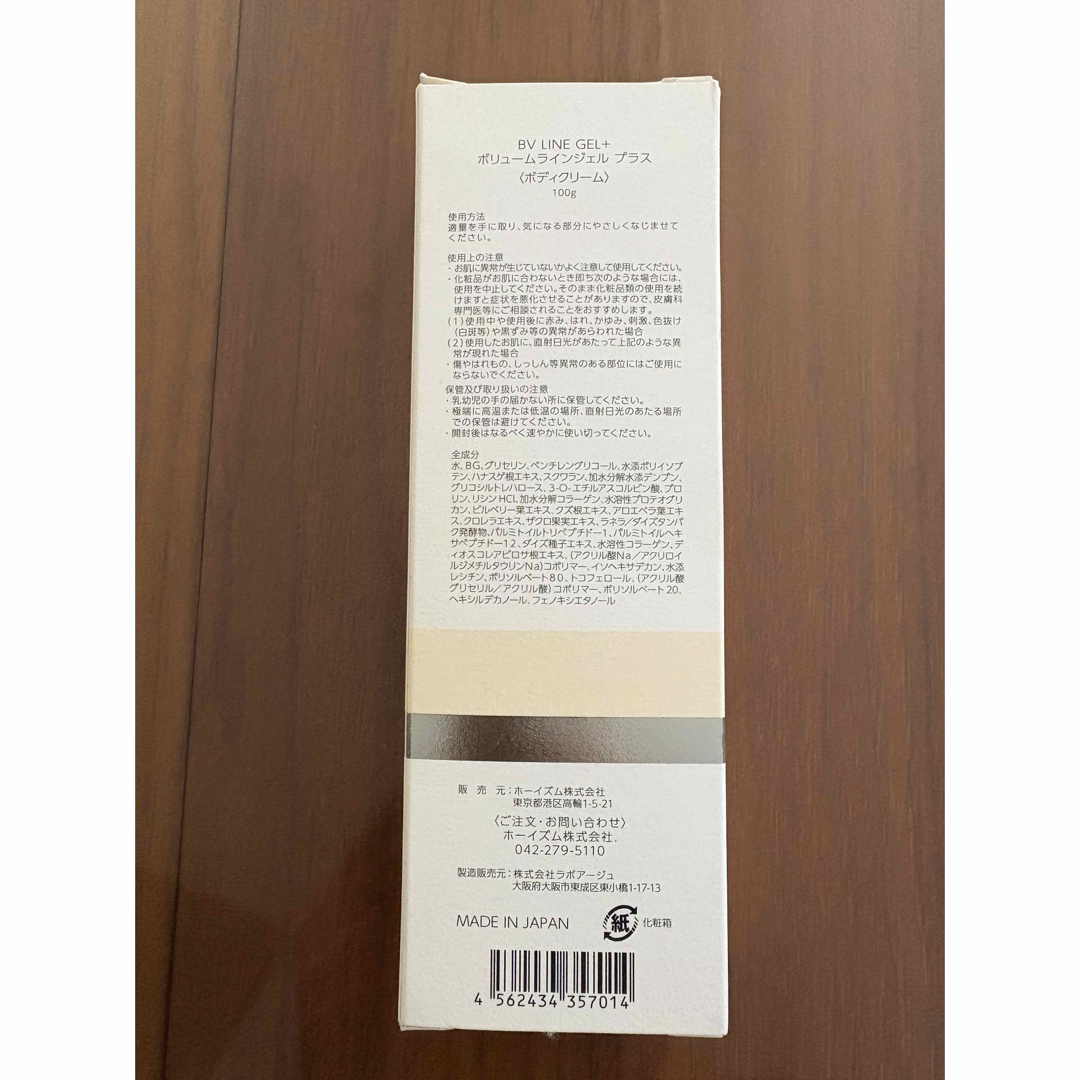 BV LINE GEL+
ボリュームラインジェル プラス
〈ボディクリーム〉
100g
使用方法
適量を手に取り、気になる部分にやさしくなじませて
ください。
使用上の注意
・お肌に異常が生じていないかよく注意して使用してください。
・化粧品がお肌に合わないとき即ち次のような場合には、
使用を中止してください。そのまま化粧品類の使用を続
けますと症状を悪化させることがありますので、皮膚科
専門医等にご相談されることをおすすめします。
(1)使用中や使用後に赤み、はれ、かゆみ、刺激、色抜け
(白斑等)や黒ずみ等の異常があらわれた場合
(2)使用したお肌に、直射日光があたって上記のような異
常が現れた場合
・傷やはれもの、しっしん等異常のある部位にはご使用に
ならないでください。
保管及び取り扱いの注意
・乳幼児の手の届かない所に保管してください。
・極端に高温または低温の場所、直射日光のあたる場所
での保管は避けてください。
・開封後はなるべく速やかに使い切ってください。
全成分
水、BG、グリセリン、ペンチレングリコール、水添ポリイソブ
テン、ハナスゲ根エキス、スクワラン、加水分解水添デンプン、
グリコシルトレハロース、3-O-エチルアスコルビン酸、プロ
リン、リシンHCl、加水分解コラーゲン、水溶性プロテオグリ
カン、ビルベリー葉エキス、クズ根エキス、アロエベラ葉エキ
ス、クロレラエキス、ザクロ果実エキス、ラネラ/ダイズタンパ
ク発酵物、パルミトイルトリペプチド-1、パルミトイルヘキ
サペプチド-12、ダイズ種子エキス、水溶性コラーゲン、デ
ィオスコレアビロサ根エキス、(アクリル酸Na/アクリロイ
ルジメチルタウリンNa)コポリマー、イソヘキサデカン、水添
レシチン、ポリソルベート80、トコフェロール、(アクリル酸
グリセリル/アクリル酸)コポリマー、ポリソルベート20、
ヘキシルデカノール、フェノキシエタノール
販 売 元:ホーイズム株式会社
東京都港区高輪1-5-21
〈ご注文・お問い合わせ〉
ホーイズム株式会社.
042-279-5110
製造販売元:株式会社ラボアージュ
大阪府大阪市東成区東小橋1-17-13
MADE IN JAPAN 紙 化粧箱
4 562434 357014